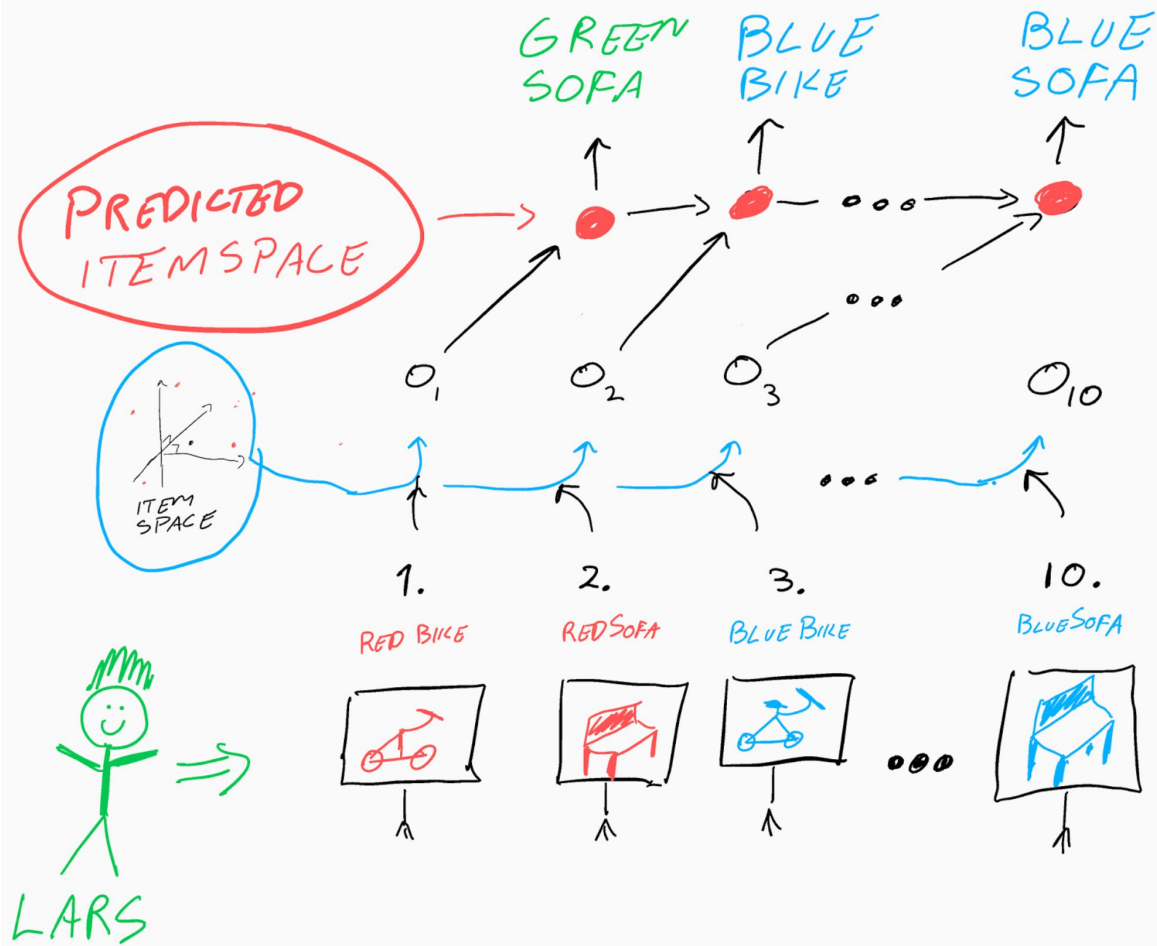 GREEN
SOFA
BLUE
BIKE
BLUE
SOFA
PREDICTED
ITEMSPACE
O1
O2
O3
O10
ITEM
SPACE
1.
2.
3.
10.
RED BIKE
RED SOFA
BLUE BIKE
BLUE SOFA
LARS